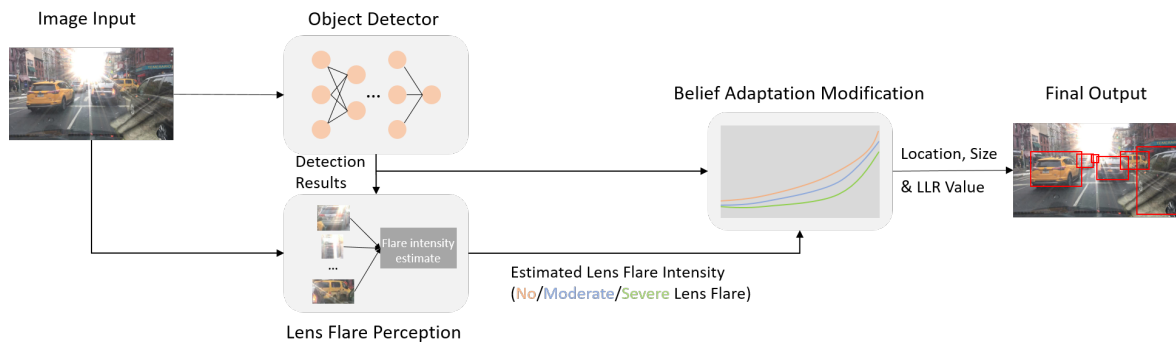 Image Input
Object Detector
...
Detection
Results
Flare intensity
estimate
...
Lens Flare Perception
Estimated Lens Flare Intensity
(No/Moderate/Severe Lens Flare)
Belief Adaptation Modification
Location, Size
& LLR Value
Final Output